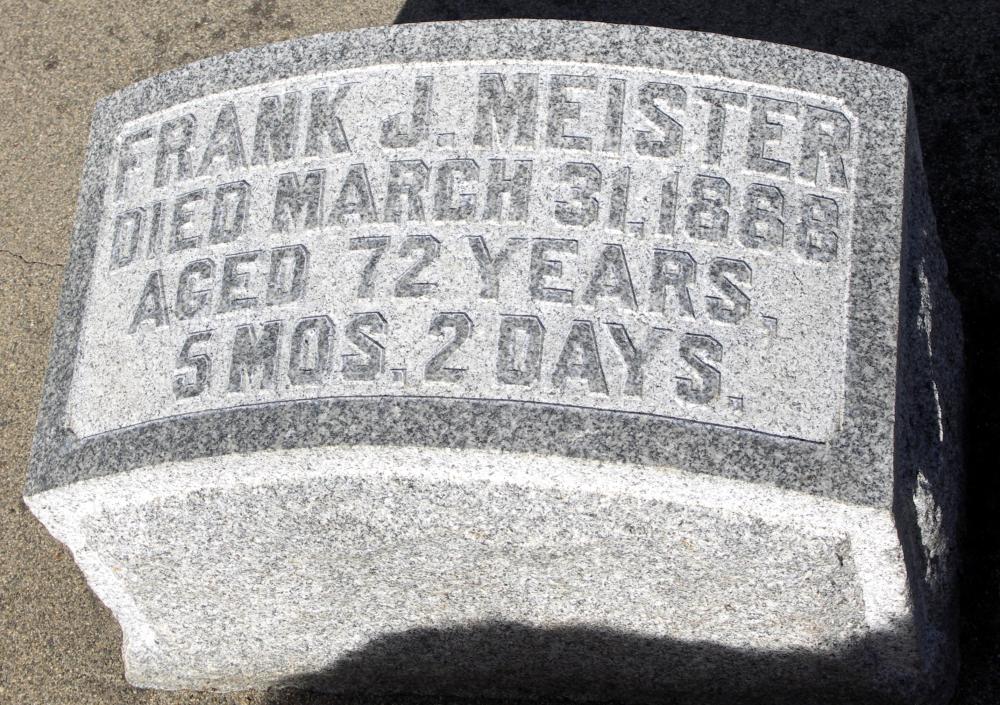 FRANK J. MEISTER
DIED MARCH 31, 1888
AGED 72 YEARS,
5 MOS, 2 DAYS.